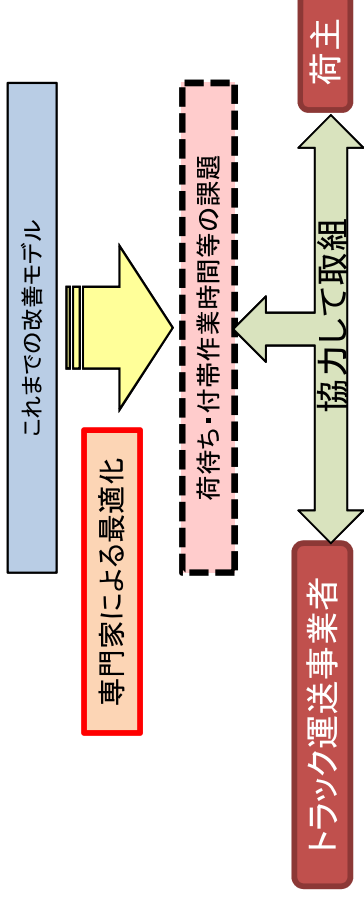 これまでの改善モデル
専門家による最適化
荷待ち・付帯作業時間等の課題
トラック運送事業者
協力して取組
荷主